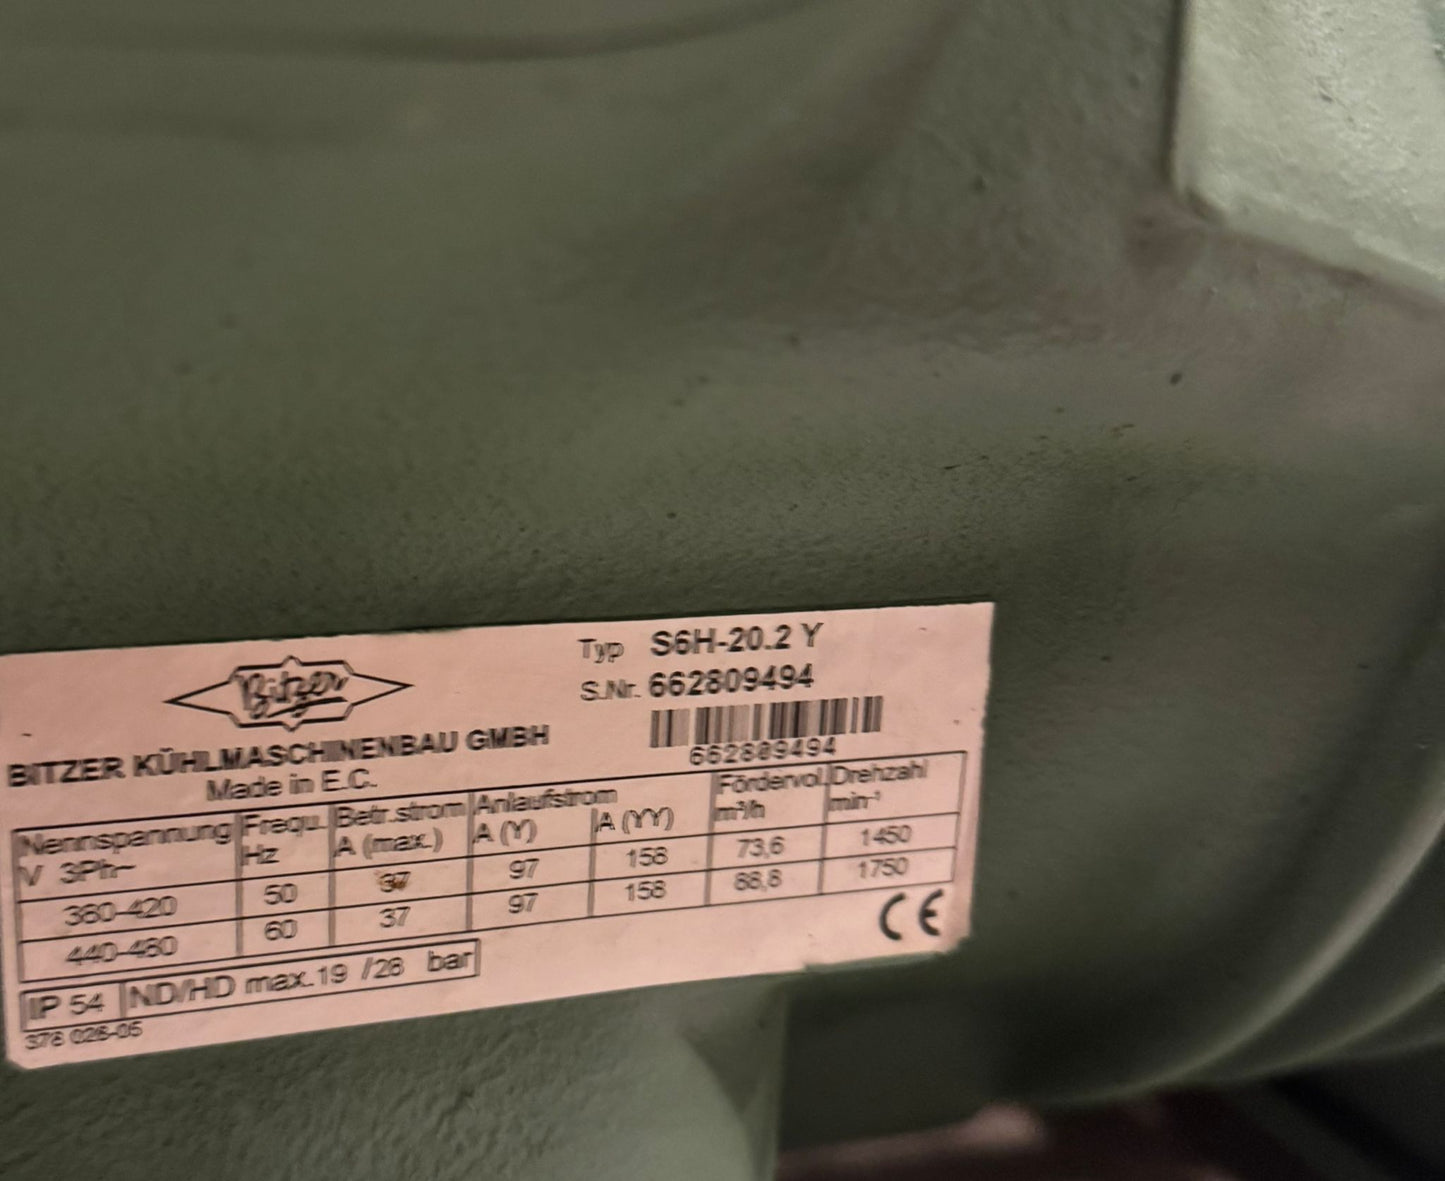 Bitzer
Typ S6H-20.2 Y
S.Nr. 662809494
662809494
BITZER KÜHLMASCHINENBAU GMBH
Made in E.C.
Nennspannung V 3Ph~ Frequ. Hz Betr.strom A (max.) Anlaufstrom A (Y) A (YY) Fördervol. m³/h Drehzahl min⁻¹
380-420 50 37 97 158 73,6 1450
440-480 60 37 97 158 88,8 1750
IP 54 ND/HD max. 19 /28 bar
378 026-05
CE